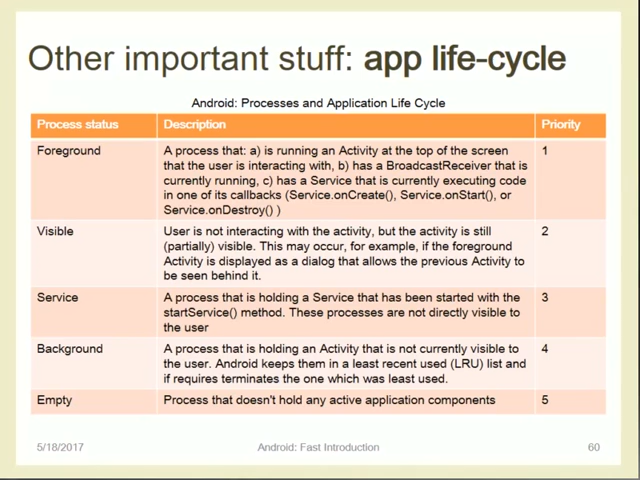 Other important stuff: app life-cycle
Android: Processes and Application Life Cycle
Process status Description Priority
Foreground A process that: a) is running an Activity at the top of the screen 1
that the user is interacting with, b) has a BroadcastReceiver that is
currently running, c) has a Service that is currently executing code
in one of its callbacks (Service.onCreate(), Service.onStart(), or
Service.onDestroy() )
Visible User is not interacting with the activity, but the activity is still 2
(partially) visible. This may occur, for example, if the foreground
Activity is displayed as a dialog that allows the previous Activity to
be seen behind it.
Service A process that is holding a Service that has been started with the 3
startService() method. These processes are not directly visible to
the user
Background A process that is holding an Activity that is not currently visible to 4
the user. Android keeps them in a least recent used (LRU) list and
if requires terminates the one which was least used.
Empty Process that doesn't hold any active application components 5
5/18/2017 Android: Fast Introduction 60